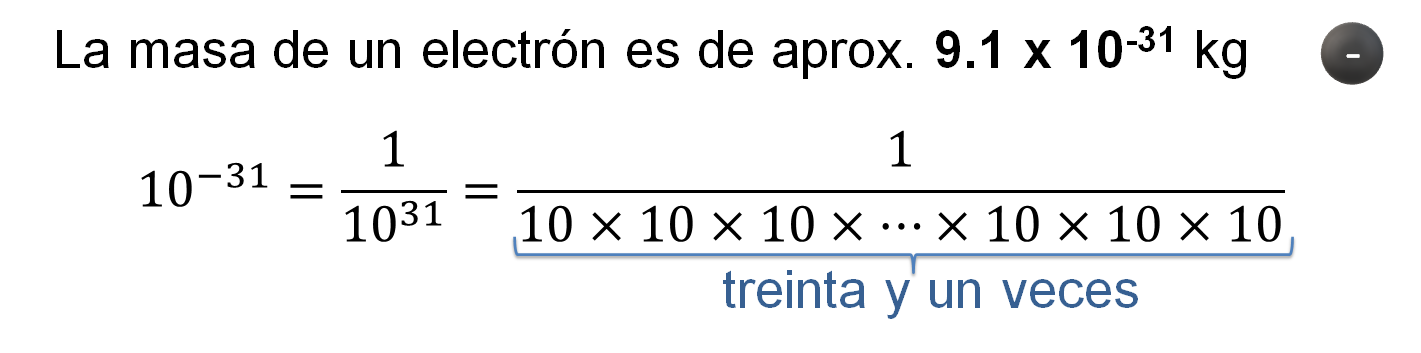 La masa de un electrón es de aprox. 9.1 x 10⁻³¹ kg -
10⁻³¹ = 1/10³¹ = 1/(10 × 10 × 10 × ⋯ × 10 × 10 × 10)
treinta y un veces